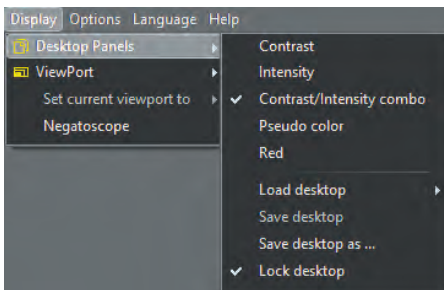 Display Options Language Help
Desktop Panels
ViewPort
Set current viewport to
Negatoscope
Contrast
Intensity
Contrast/Intensity combo
Pseudo color
Red
Load desktop
Save desktop
Save desktop as ...
Lock desktop